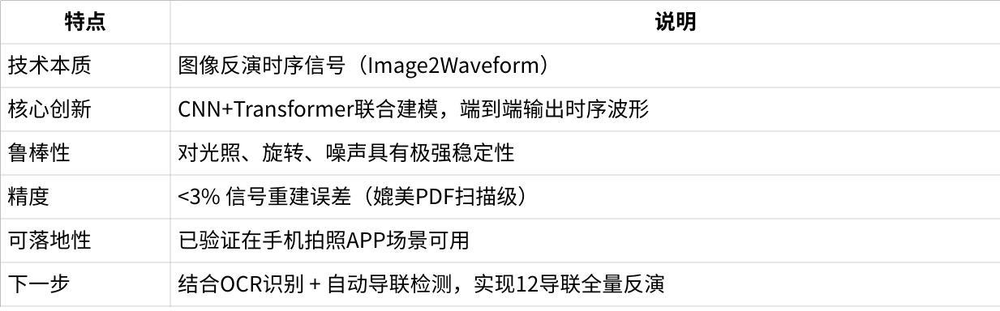 特点 说明
技术本质 图像反演时序信号（Image2Waveform）
核心创新 CNN+Transformer联合建模，端到端输出时序波形
鲁棒性 对光照、旋转、噪声具有极强稳定性
精度 <3% 信号重建误差（媲美PDF扫描级）
可落地性 已验证在手机拍照APP场景可用
下一步 结合OCR识别 + 自动导联检测，实现12导联全量反演